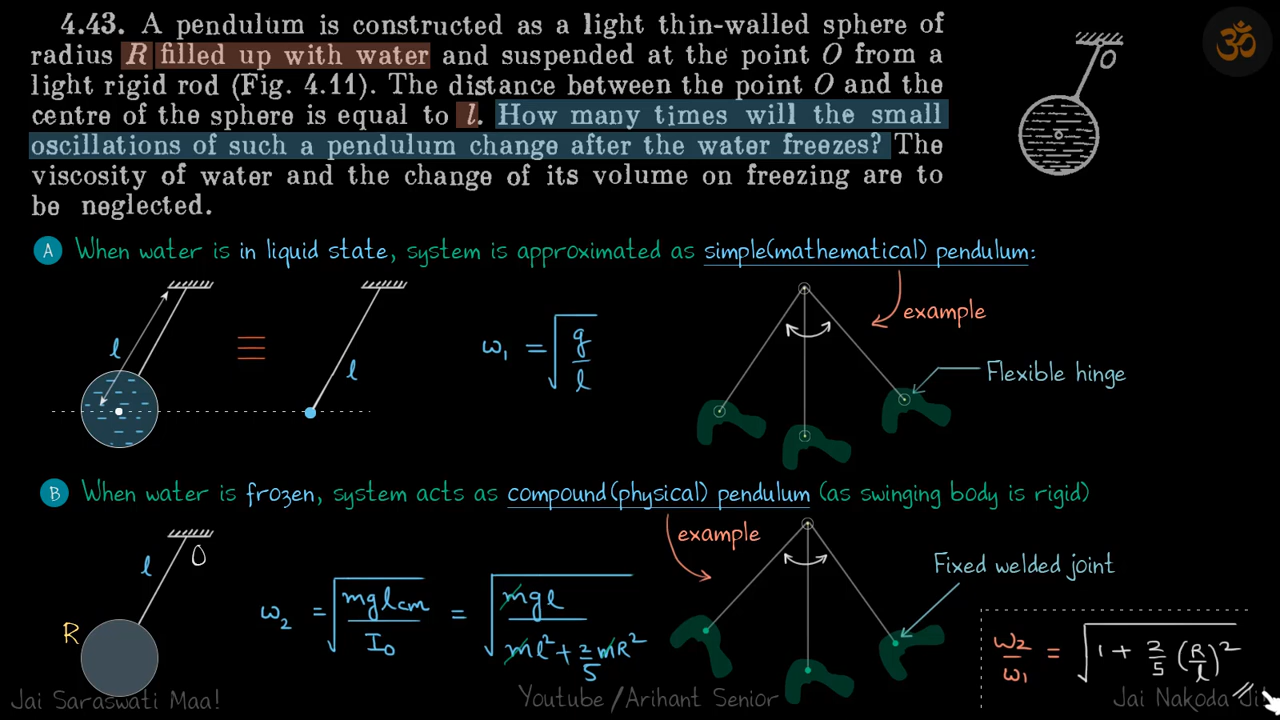 4.43. A pendulum is constructed as a light thin-walled sphere of
radius R filled up with water and suspended at the point O from a
light rigid rod (Fig. 4.11). The distance between the point O and the
centre of the sphere is equal to l. How many times will the small
oscillations of such a pendulum change after the water freezes? The
viscosity of water and the change of its volume on freezing are to
be neglected.
ॐ
O
A When water is in liquid state, system is approximated as simple(mathematical) pendulum:
l
≡
l
ω₁ = √(g/l)
example
Flexible hinge
B When water is frozen, system acts as compound(physical) pendulum (as swinging body is rigid)
O
l
R
ω₂ = √(mglcm/I₀) = √(mgl/(ml² + 2/5 mR²))
example
Fixed welded joint
ω₂/ω₁ = √(1 + 2/5 (R/l)²)
Jai Saraswati Maa!
Youtube/Arihant Senior
Jai Nakoda Ji